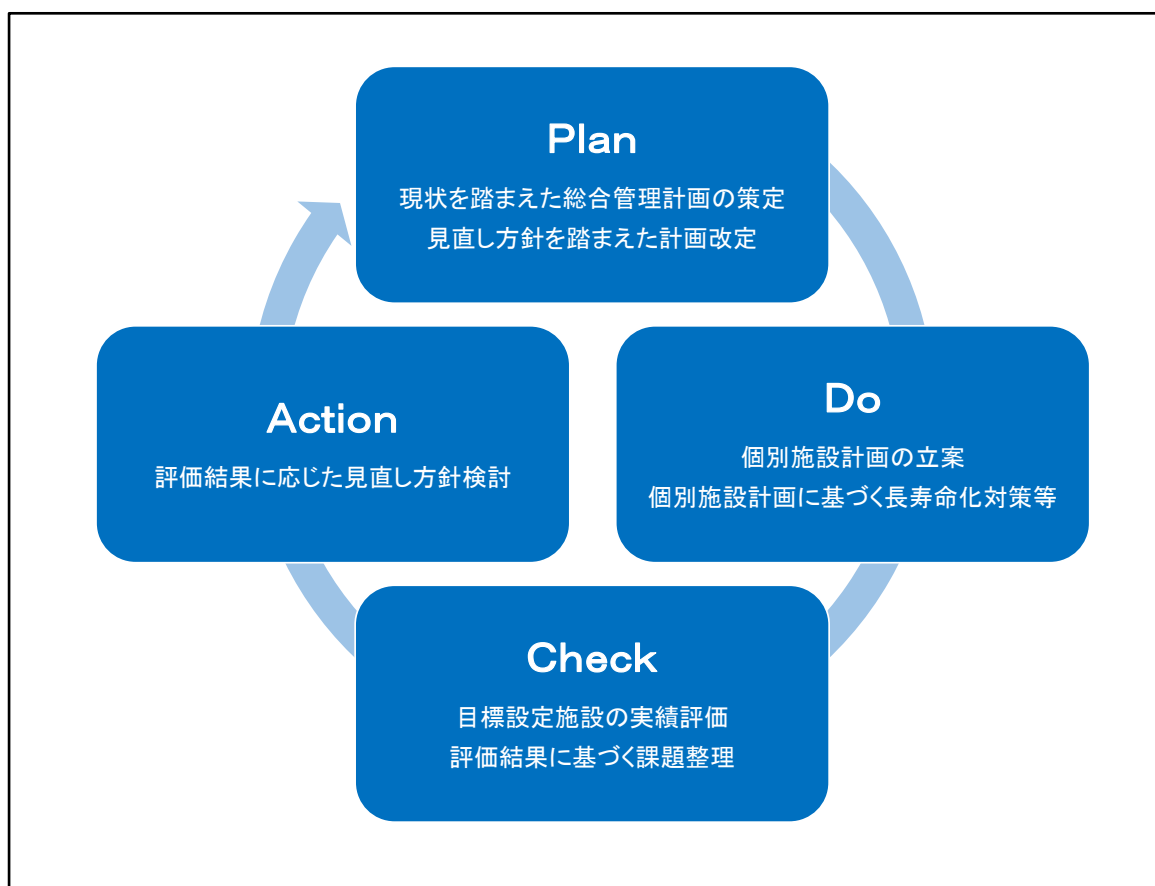 Plan
現状を踏まえた総合管理計画の策定
見直し方針を踏まえた計画改定
Do
個別施設計画の立案
個別施設計画に基づく長寿命化対策等
Check
目標設定施設の実績評価
評価結果に基づく課題整理
Action
評価結果に応じた見直し方針検討